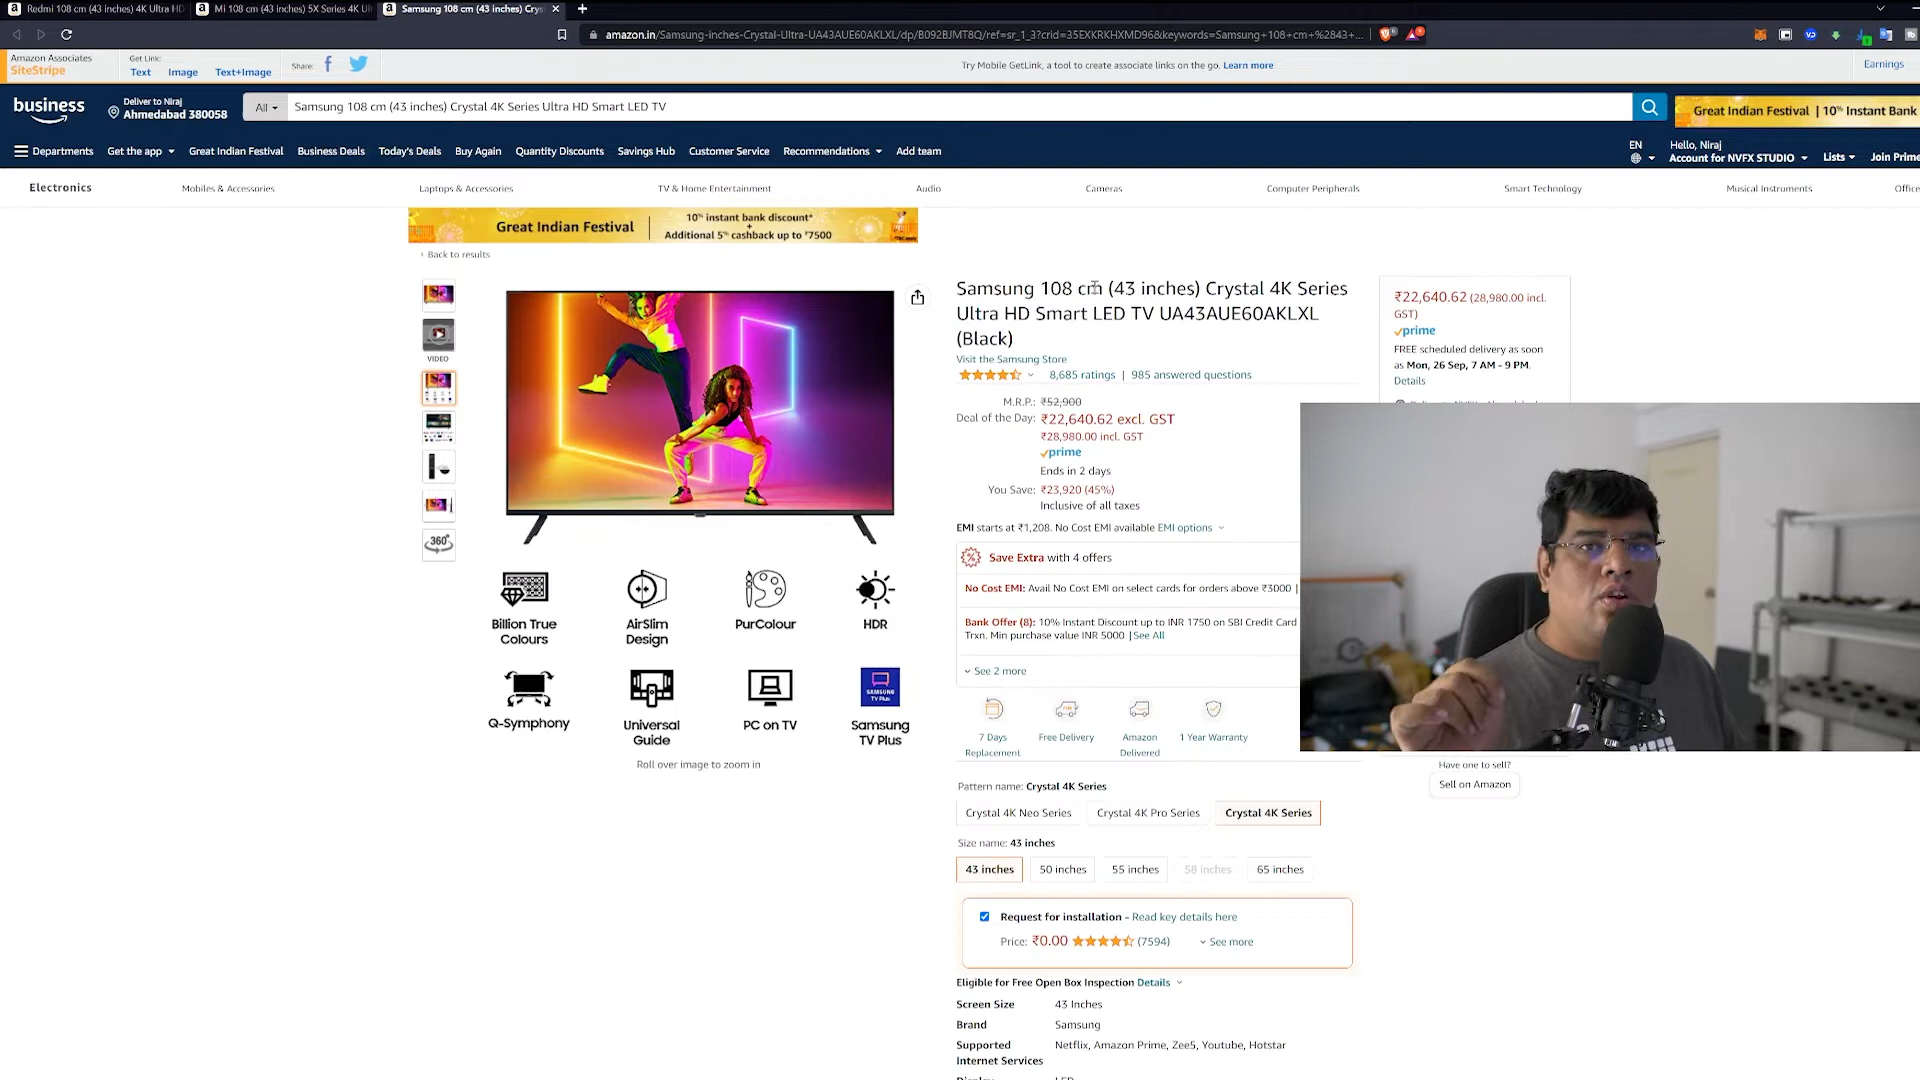 Redmi 108 cm (43 inches) 4K Ultra HD
Mi 108 cm (43 inches) 5X Series 4K Ul
Samsung 108 cm (43 inches) Crys
amazon.in/Samsung-inches-Crystal-Ultra-UA43AUE60AKLXL/dp/B092BJMT8Q/ref=sr_1_3?crid=35EXKRKHXMD96&keywords=Samsung+108+cm+%2843+...
Amazon Associates
SiteStripe
Get Link:
Text Image Text+Image
Share:
Try Mobile GetLink, a tool to create associate links on the go. Learn more
Earnings
business
Deliver to Niraj
Ahmedabad 380058
All
Samsung 108 cm (43 inches) Crystal 4K Series Ultra HD Smart LED TV
Great Indian Festival | 10% Instant Bank
Departments Get the app Great Indian Festival Business Deals Today's Deals Buy Again Quantity Discounts Savings Hub Customer Service Recommendations Add team
EN
Hello, Niraj
Account for NVFX STUDIO
Lists
Join Prime
Electronics Mobiles & Accessories Laptops & Accessories TV & Home Entertainment Audio Cameras Computer Peripherals Smart Technology Musical Instruments Office
Great Indian Festival
10% instant bank discount*
+
Additional 5% cashback up to ₹7500
‹ Back to results
VIDEO
360°
Billion True
Colours
AirSlim
Design
PurColour
HDR
Q-Symphony
Universal
Guide
PC on TV
SAMSUNG
TV Plus
Samsung
TV Plus
Roll over image to zoom in
Samsung 108 cm (43 inches) Crystal 4K Series
Ultra HD Smart LED TV UA43AUE60AKLXL
(Black)
Visit the Samsung Store
8,685 ratings | 985 answered questions
M.R.P.: ₹52,900
Deal of the Day: ₹22,640.62 excl. GST
₹28,980.00 incl. GST
prime
Ends in 2 days
You Save: ₹23,920 (45%)
Inclusive of all taxes
EMI starts at ₹1,208. No Cost EMI available EMI options
Save Extra with 4 offers
No Cost EMI: Avail No Cost EMI on select cards for orders above ₹3000 |
Bank Offer (8): 10% Instant Discount up to INR 1750 on SBI Credit Card
Trxn. Min purchase value INR 5000 |See All
See 2 more
7 Days
Replacement
Free Delivery
Amazon
Delivered
1 Year Warranty
Pattern name: Crystal 4K Series
Crystal 4K Neo Series Crystal 4K Pro Series Crystal 4K Series
Size name: 43 inches
43 inches 50 inches 55 inches 58 inches 65 inches
Request for installation - Read key details here
Price: ₹0.00 (7594) See more
Eligible for Free Open Box Inspection Details
Screen Size 43 Inches
Brand Samsung
Supported
Internet Services
Netflix, Amazon Prime, Zee5, Youtube, Hotstar
₹22,640.62 (28,980.00 incl.
GST)
prime
FREE scheduled delivery as soon
as Mon, 26 Sep, 7 AM - 9 PM.
Details
Have one to sell?
Sell on Amazon